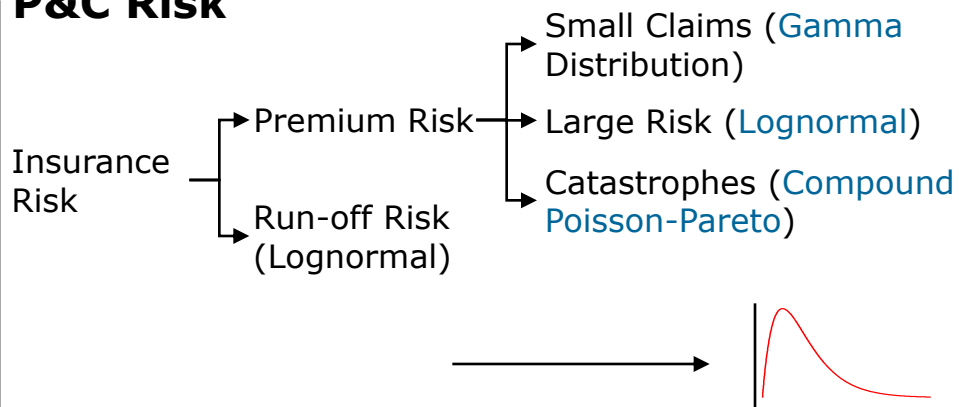 P&C Risk
Small Claims (Gamma
Distribution)
Premium Risk
Large Risk (Lognormal)
Insurance
Risk
Catastrophes (Compound
Poisson-Pareto)
Run-off Risk
(Lognormal)